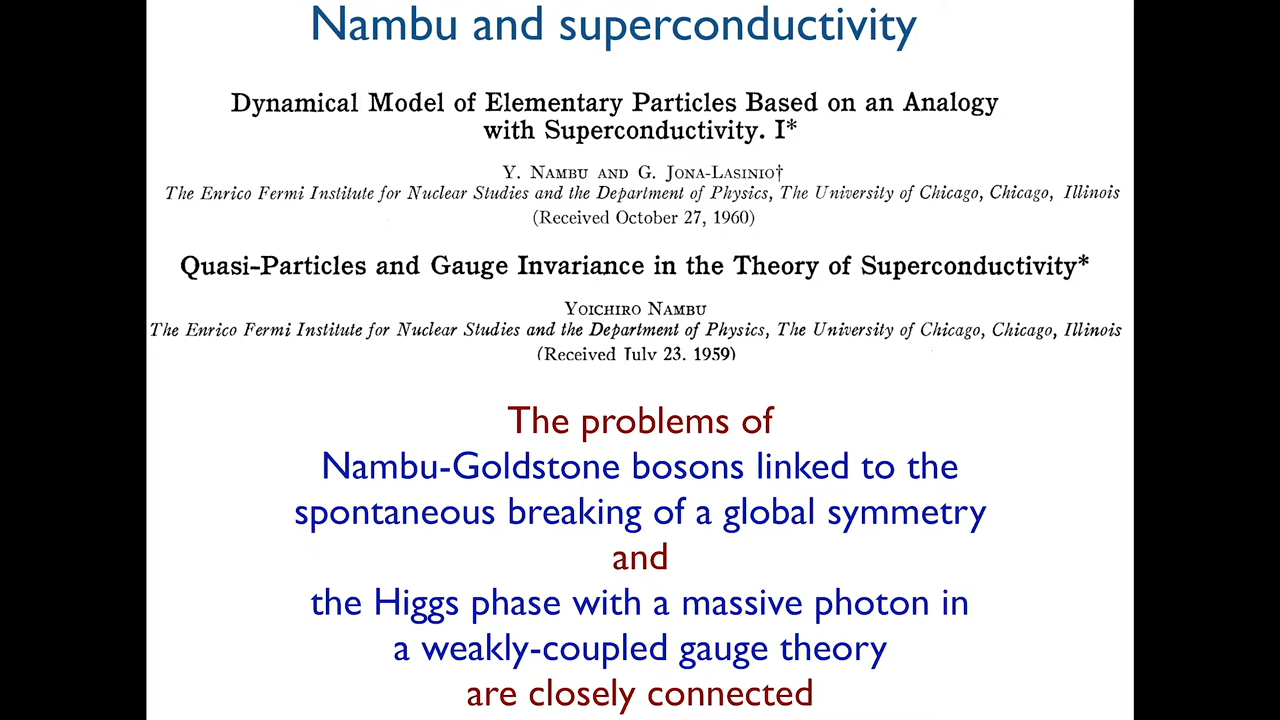 Nambu and superconductivity
Dynamical Model of Elementary Particles Based on an Analogy
with Superconductivity. I*
Y. Nambu and G. Jona-Lasinio†
The Enrico Fermi Institute for Nuclear Studies and the Department of Physics, The University of Chicago, Chicago, Illinois
(Received October 27, 1960)
Quasi-Particles and Gauge Invariance in the Theory of Superconductivity*
Yoichiro Nambu
The Enrico Fermi Institute for Nuclear Studies and the Department of Physics, The University of Chicago, Chicago, Illinois
(Received July 23, 1959)
The problems of
Nambu-Goldstone bosons linked to the
spontaneous breaking of a global symmetry
and
the Higgs phase with a massive photon in
a weakly-coupled gauge theory
are closely connected